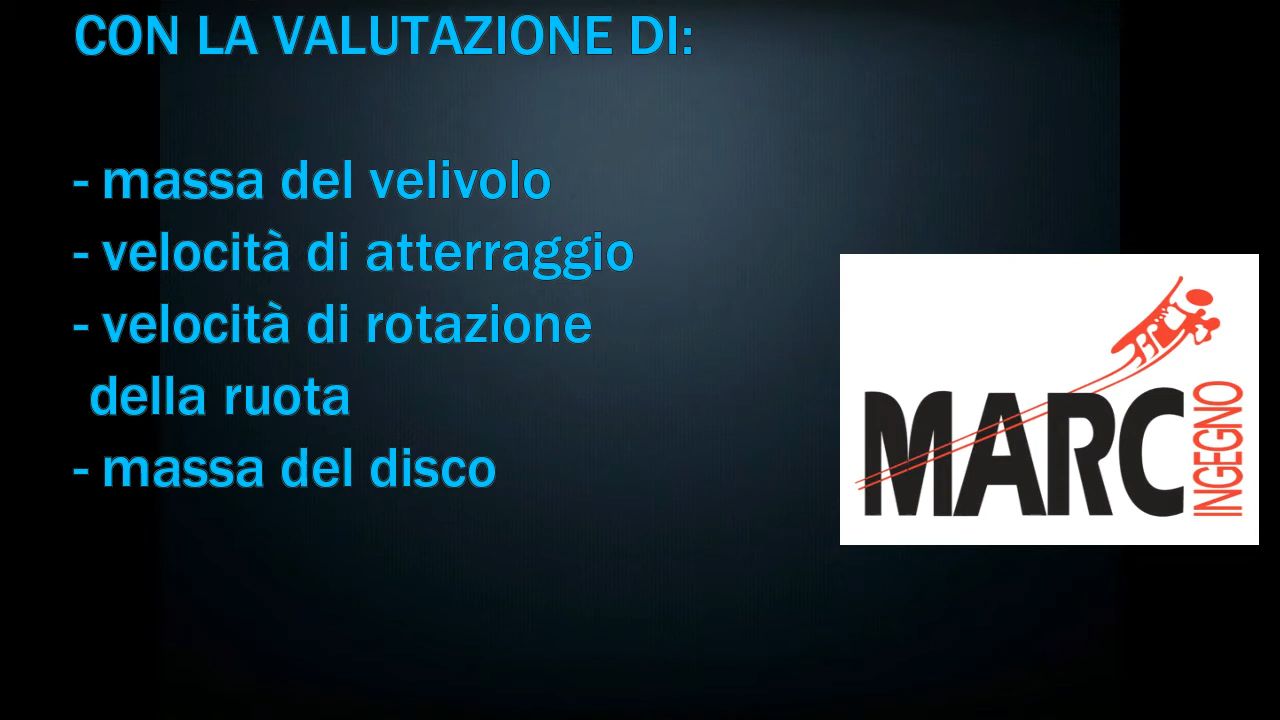 CON LA VALUTAZIONE DI:
- massa del velivolo
- velocità di atterraggio
- velocità di rotazione
della ruota
- massa del disco
MARC
INGEGNO